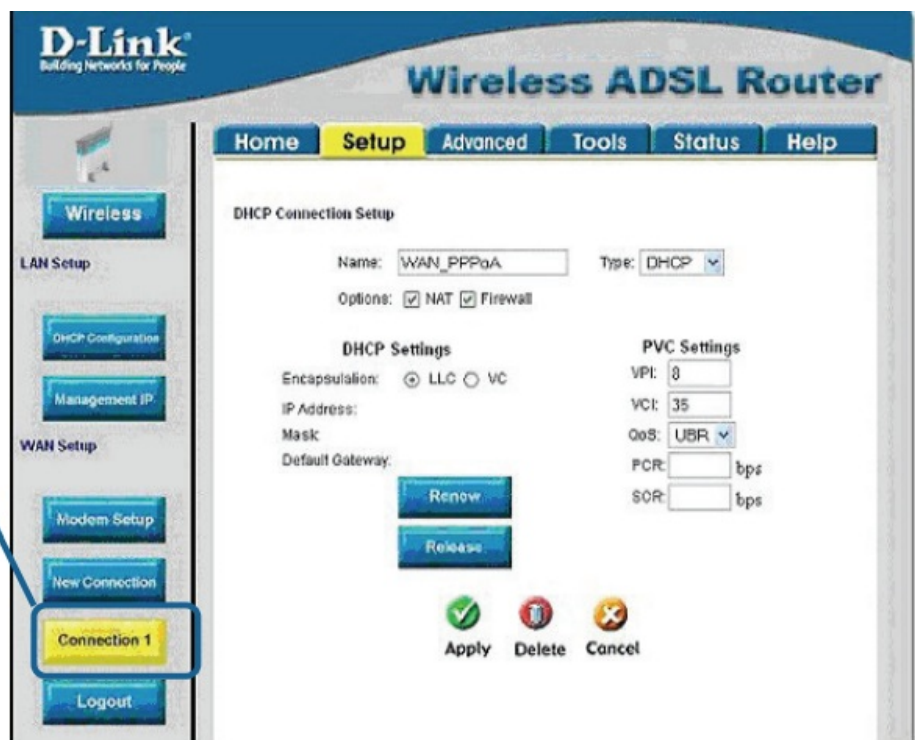 D-Link
Building Networks for People
Wireless ADSL Router
Home Setup Advanced Tools Status Help
Wireless
LAN Setup
DHCP Configuration
Management IP
WAN Setup
Modem Setup
New Connection
Connection 1
Logout
DHCP Connection Setup
Name: WAN_PPPoA Type: DHCP
Options: NAT Firewall
DHCP Settings
Encapsulation: LLC VC
IP Address:
Mask:
Default Gateway:
Renew
Release
PVC Settings
VPI: 8
VCI: 35
QoS: UBR
PCR: bps
SCR: bps
Apply Delete Cancel